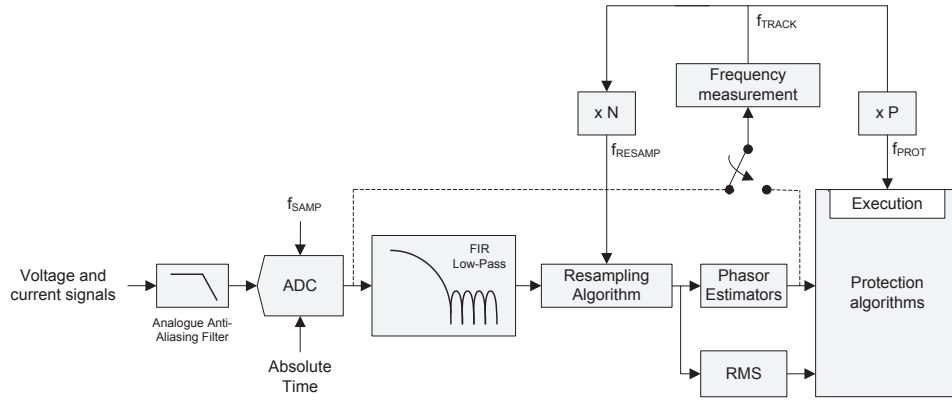 fTRACK
Frequency
measurement
x N
x P
fRESAMP
fPROT
Execution
fSAMP
FIR
Low-Pass
Voltage and
current signals
ADC
Resampling
Algorithm
Phasor
Estimators
Protection
algorithms
Analogue Anti-
Aliasing Filter
Absolute
Time
RMS